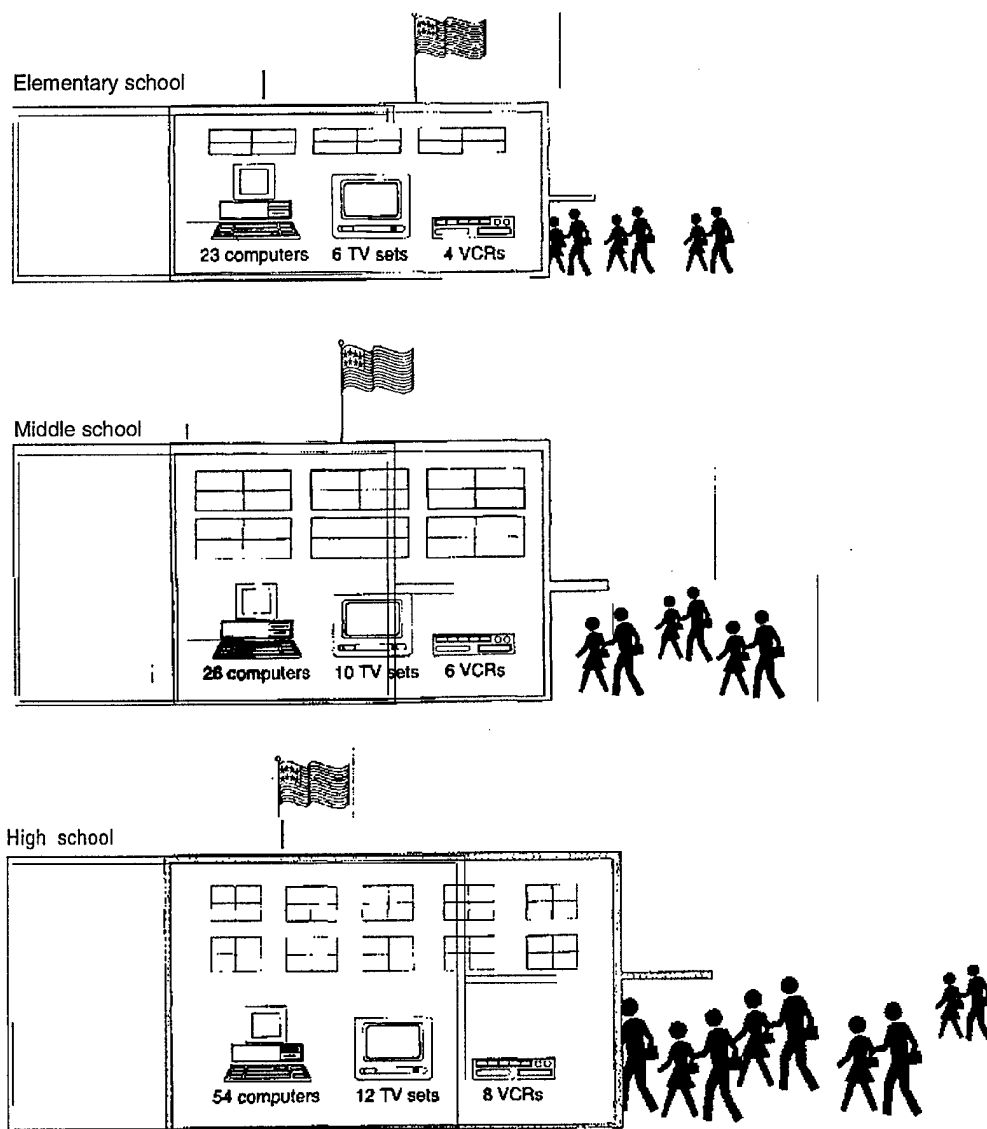 Elementary school
23 computers 6 TV sets 4 VCRs
Middle school
26 computers 10 TV sets 6 VCRs
High school
54 computers 12 TV sets 8 VCRs